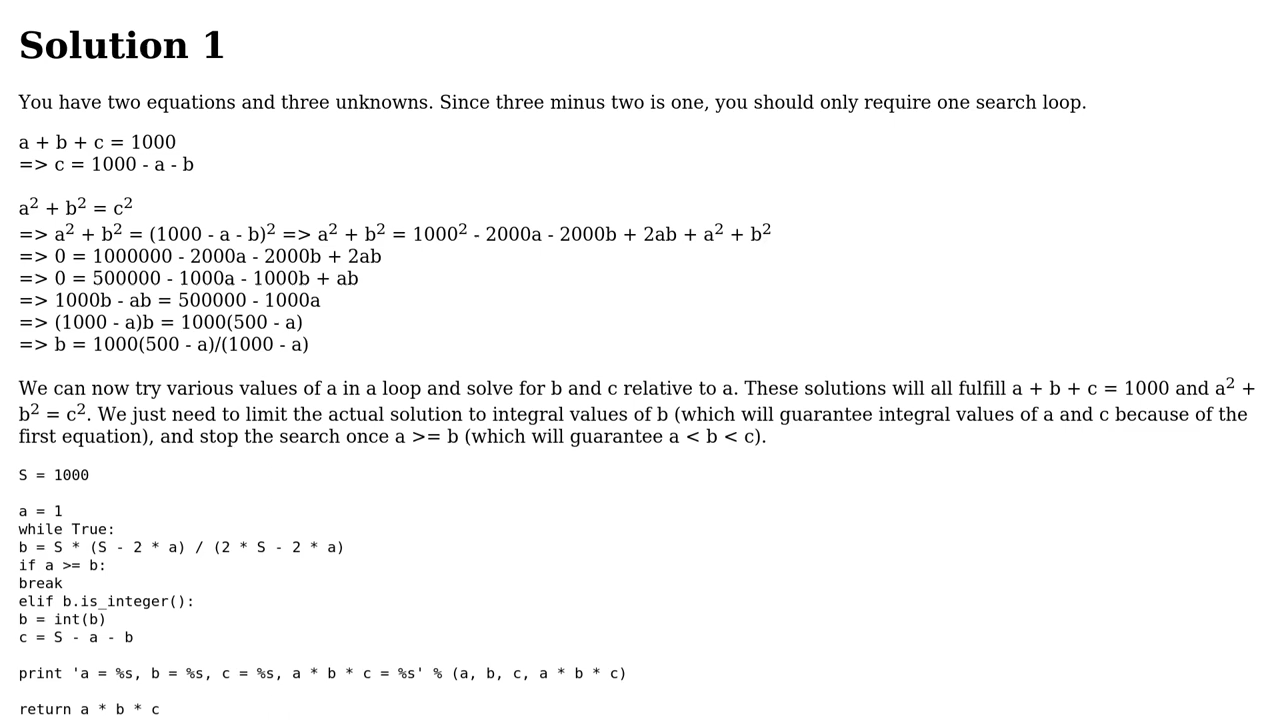 Solution 1
You have two equations and three unknowns. Since three minus two is one, you should only require one search loop.
a + b + c = 1000
=> c = 1000 - a - b
a² + b² = c²
=> a² + b² = (1000 - a - b)² => a² + b² = 1000² - 2000a - 2000b + 2ab + a² + b²
=> 0 = 1000000 - 2000a - 2000b + 2ab
=> 0 = 500000 - 1000a - 1000b + ab
=> 1000b - ab = 500000 - 1000a
=> (1000 - a)b = 1000(500 - a)
=> b = 1000(500 - a)/(1000 - a)
We can now try various values of a in a loop and solve for b and c relative to a. These solutions will all fulfill a + b + c = 1000 and a² +
b² = c². We just need to limit the actual solution to integral values of b (which will guarantee integral values of a and c because of the
first equation), and stop the search once a >= b (which will guarantee a < b < c).
S = 1000
a = 1
while True:
b = S * (S - 2 * a) / (2 * S - 2 * a)
if a >= b:
break
elif b.is_integer():
b = int(b)
c = S - a - b
print 'a = %s, b = %s, c = %s, a * b * c = %s' % (a, b, c, a * b * c)
return a * b * c